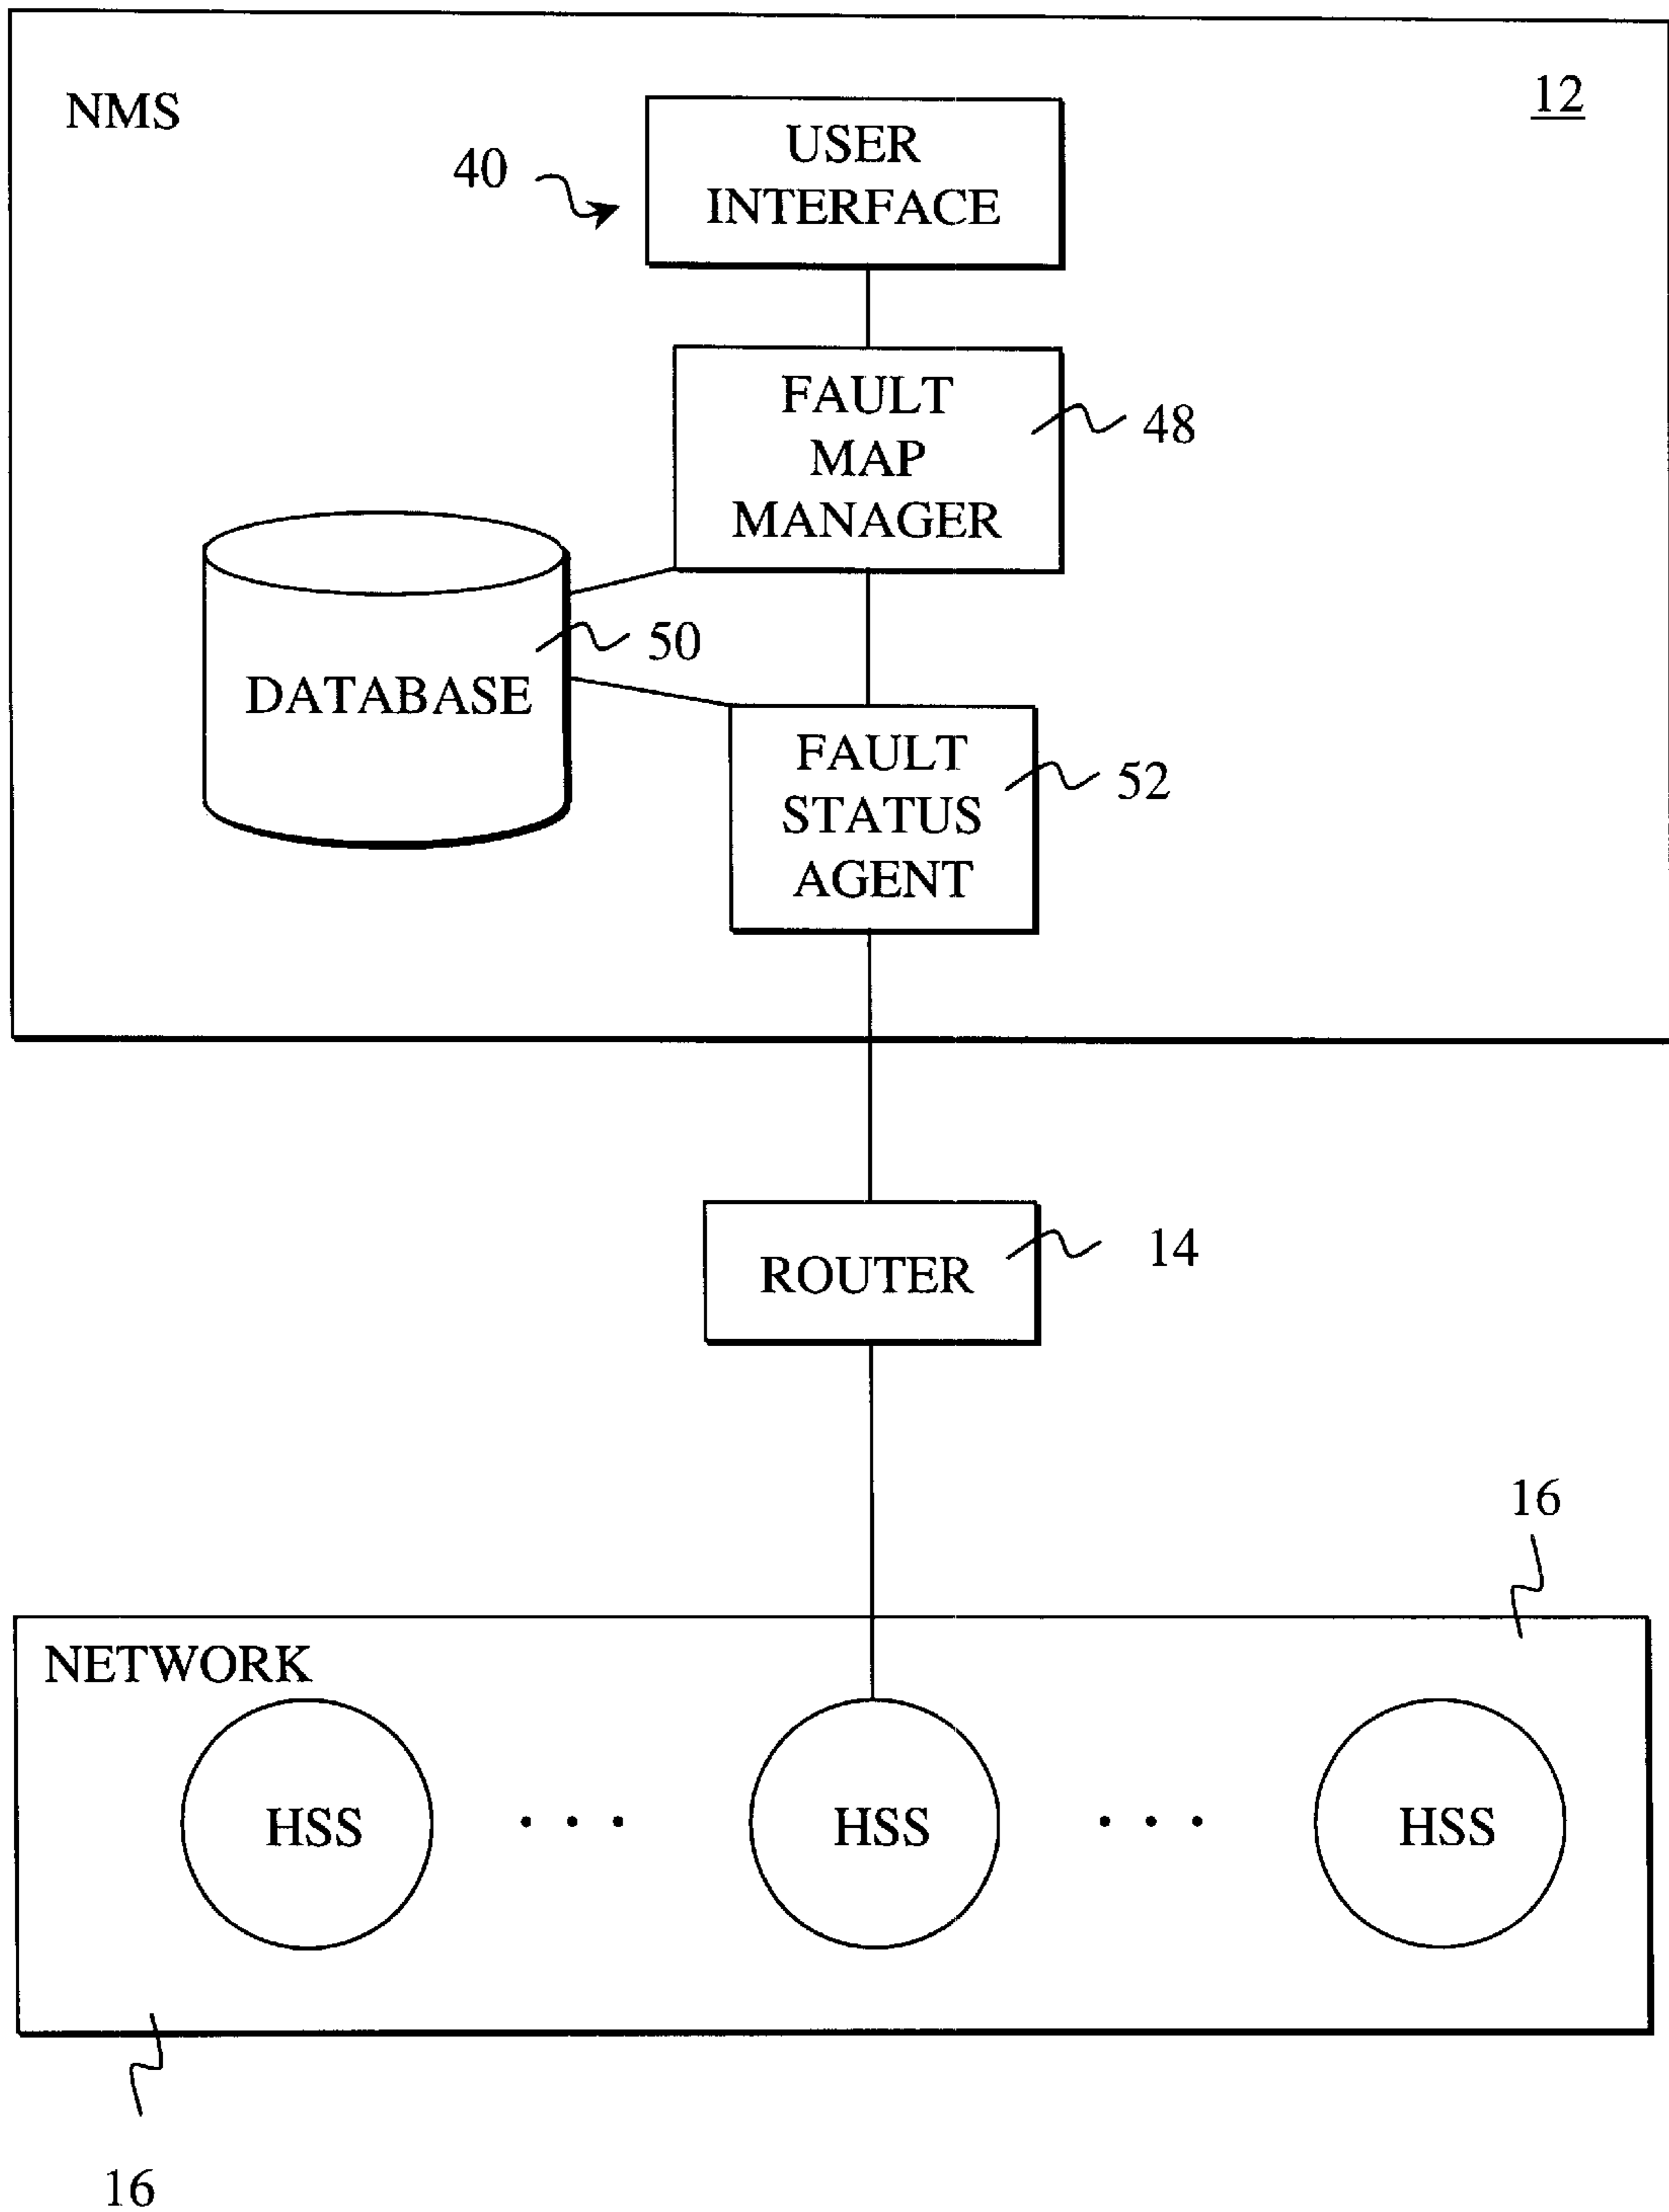 NMS
12
USER
INTERFACE
40
FAULT
MAP
MANAGER
48
50
DATABASE
FAULT
STATUS
AGENT
52
ROUTER
14
16
NETWORK
HSS
HSS
HSS
16